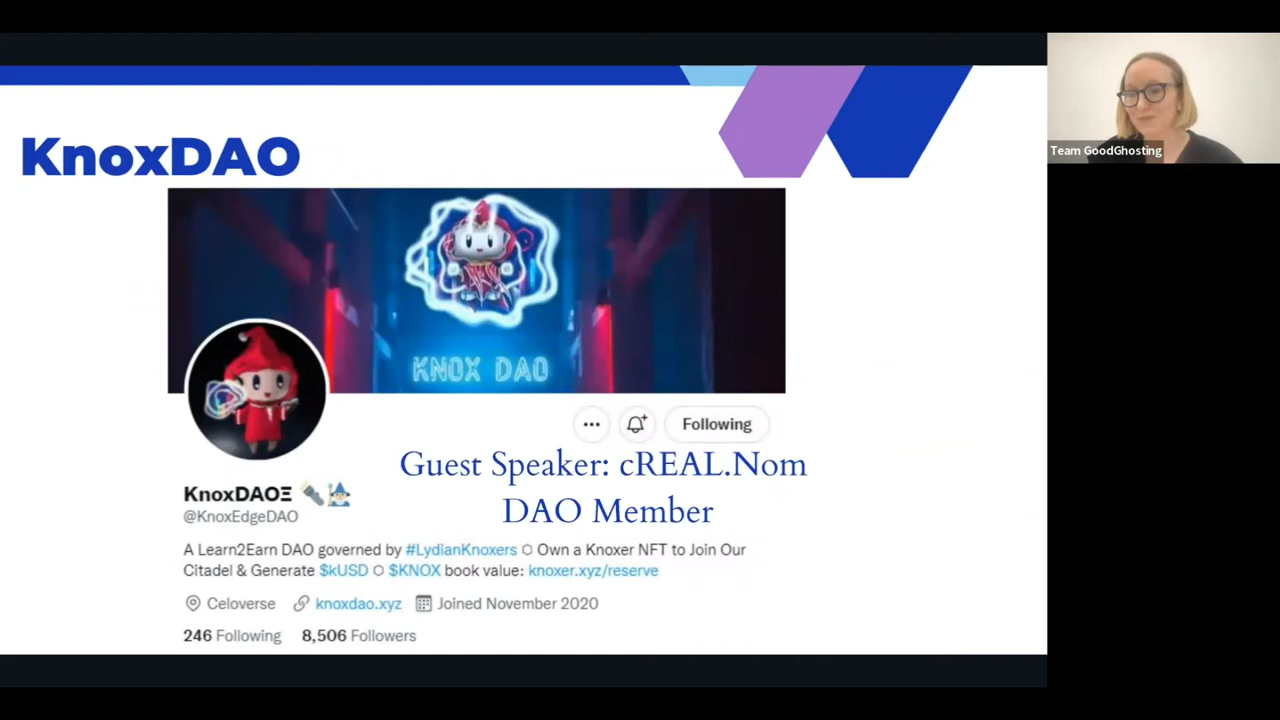 KnoxDAO
KNOX DAO
Following
Guest Speaker: cREAL.Nom
DAO Member
KnoxDAOΞ
@KnoxEdgeDAO
A Learn2Earn DAO governed by #LydianKnoxers ⬡ Own a Knoxer NFT to Join Our
Citadel & Generate $kUSD ⬡ $KNOX book value: knoxer.xyz/reserve
Celoverse knoxdao.xyz Joined November 2020
246 Following 8,506 Followers
Team GoodGhosting